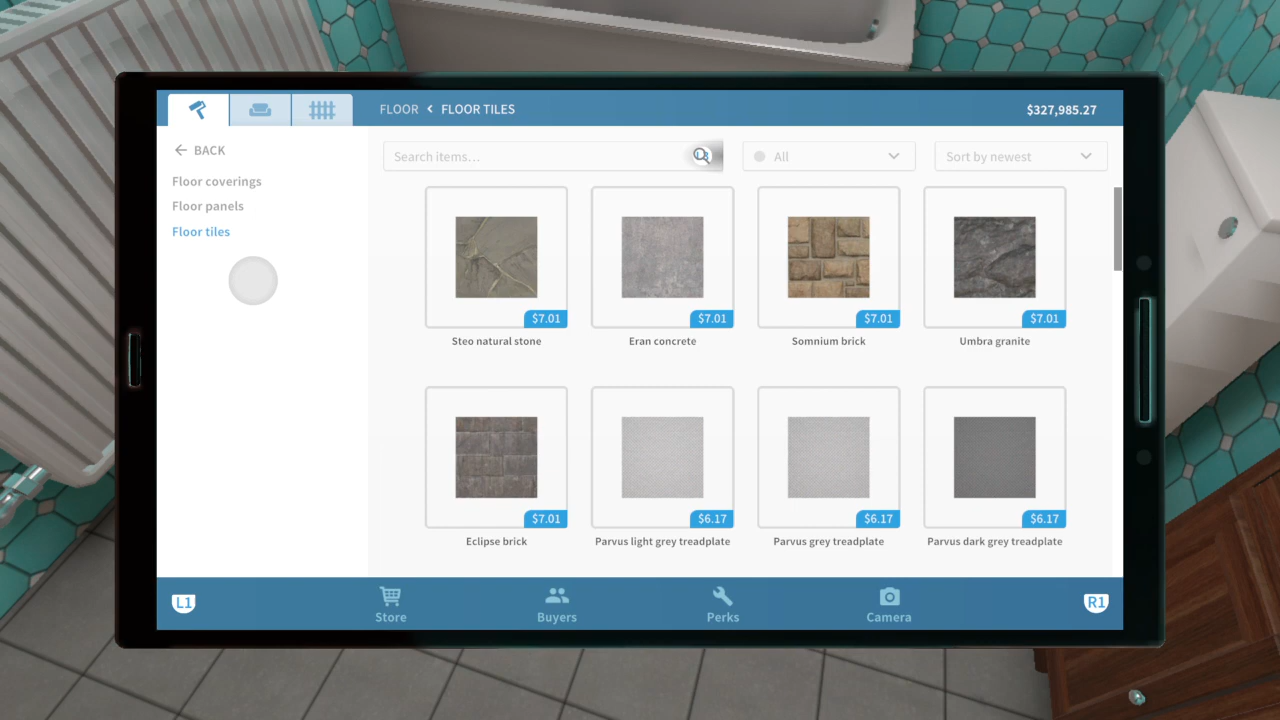 FLOOR < FLOOR TILES
$327,985.27
BACK
Floor coverings
Floor panels
Floor tiles
Search items...
All
Sort by newest
$7.01
$7.01
$7.01
$7.01
Steo natural stone
Eran concrete
Somnium brick
Umbra granite
$7.01
$6.17
$6.17
$6.17
Eclipse brick
Parvus light grey treadplate
Parvus grey treadplate
Parvus dark grey treadplate
L1
Store
Buyers
Perks
Camera
R1